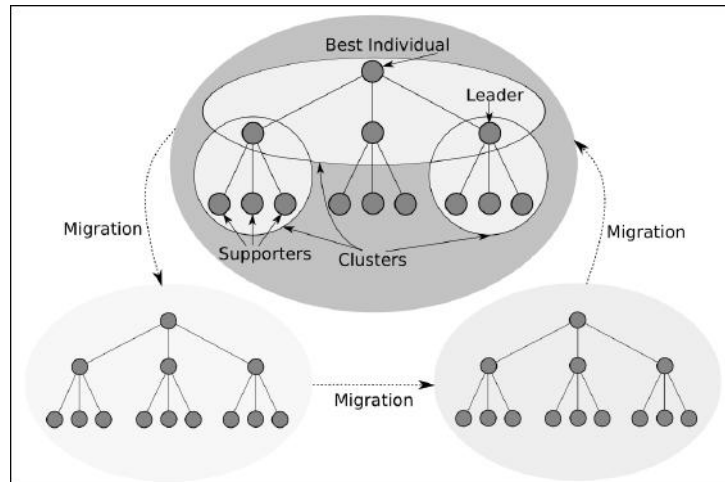 Best Individual
Leader
Migration
Supporters
Clusters
Migration
Migration